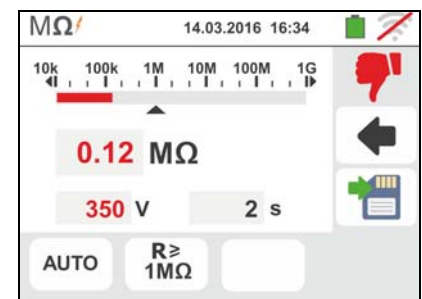 MΩ 14.03.2016 16:34
10k 100k 1M 10M 100M 1G
0.12 MΩ
350 V 2 s
AUTO R≥
1MΩ